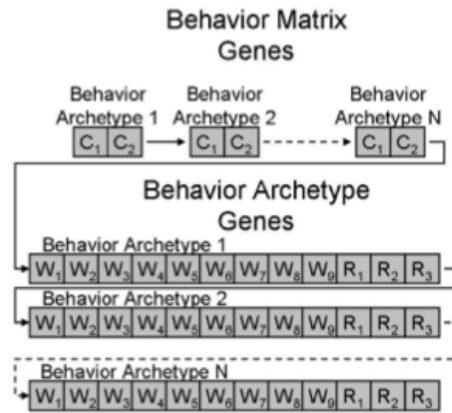 Behavior Matrix
Genes
Behavior Behavior Behavior
Archetype 1 Archetype 2 Archetype N
C₁ C₂ C₁ C₂ C₁ C₂
Behavior Archetype
Genes
Behavior Archetype 1
W₁ W₂ W₃ W₄ W₅ W₆ W₇ W₈ W₉ R₁ R₂ R₃
Behavior Archetype 2
W₁ W₂ W₃ W₄ W₅ W₆ W₇ W₈ W₉ R₁ R₂ R₃
Behavior Archetype N
W₁ W₂ W₃ W₄ W₅ W₆ W₇ W₈ W₉ R₁ R₂ R₃